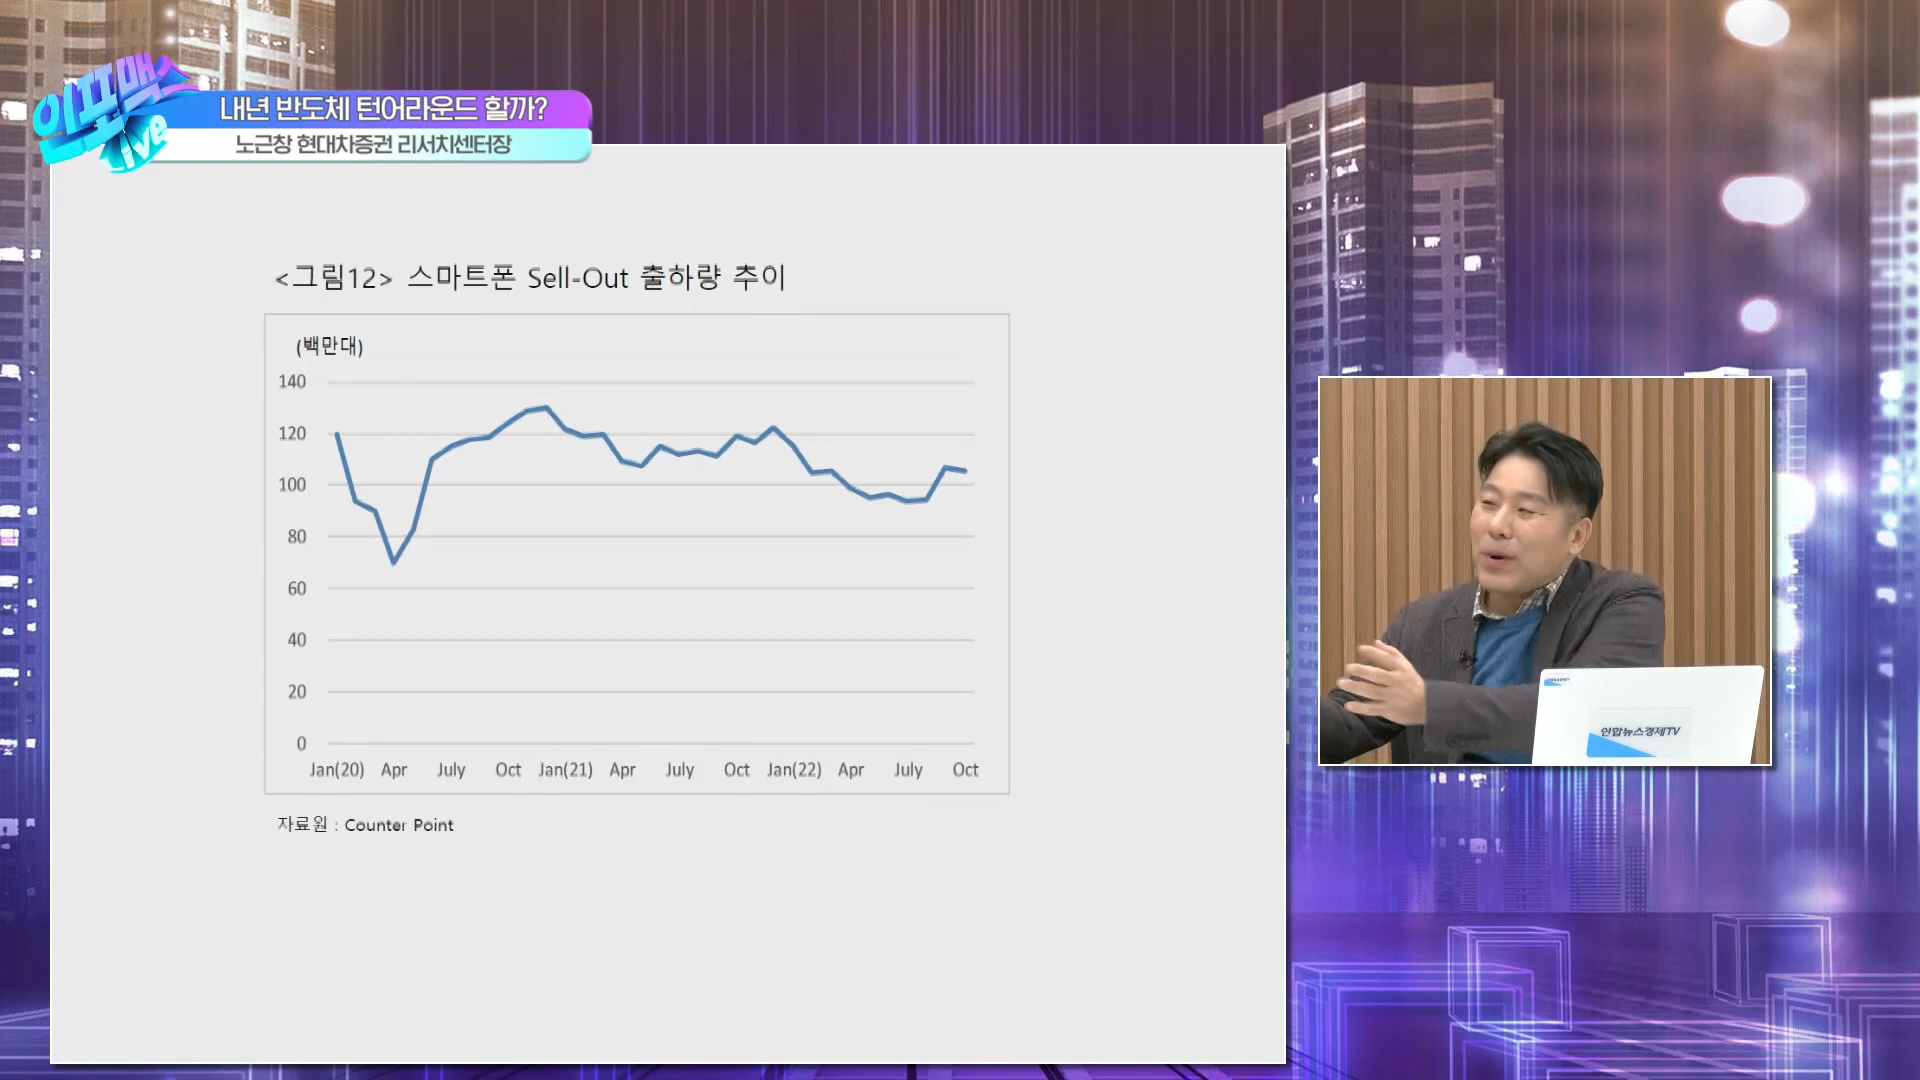 인포맥스
Live
내년 반도체 턴어라운드 할까?
노근창 현대차증권 리서치센터장
<그림12> 스마트폰 Sell-Out 출하량 추이
(백만대)
140
120
100
80
60
40
20
0
Jan(20) Apr July Oct Jan(21) Apr July Oct Jan(22) Apr July Oct
자료원 : Counter Point
연합뉴스경제TV